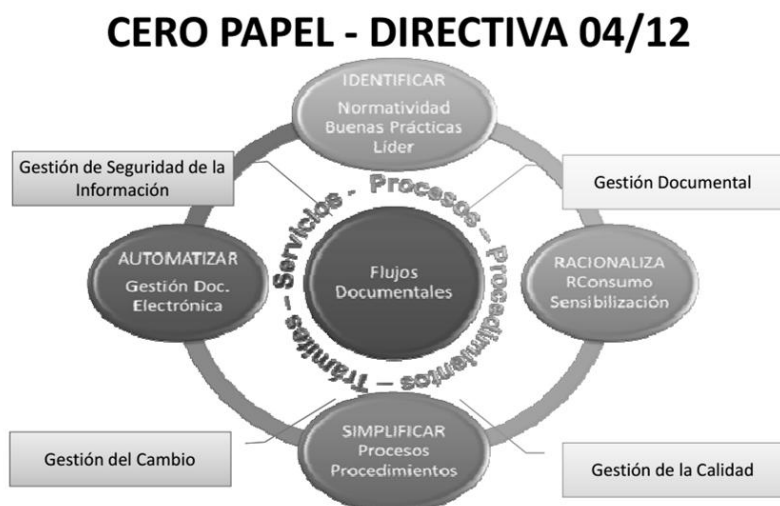 CERO PAPEL - DIRECTIVA 04/12
IDENTIFICAR
Normatividad
Buenas Prácticas
Líder
Gestión de Seguridad de la
Información
Gestión Documental
Servicios - Procesos – Procedimientos – Trámites –
AUTOMATIZAR
Gestión Doc.
Electrónica
Flujos
Documentales
RACIONALIZA
RConsumo
Sensibilización
SIMPLIFICAR
Procesos
Procedimientos
Gestión del Cambio
Gestión de la Calidad